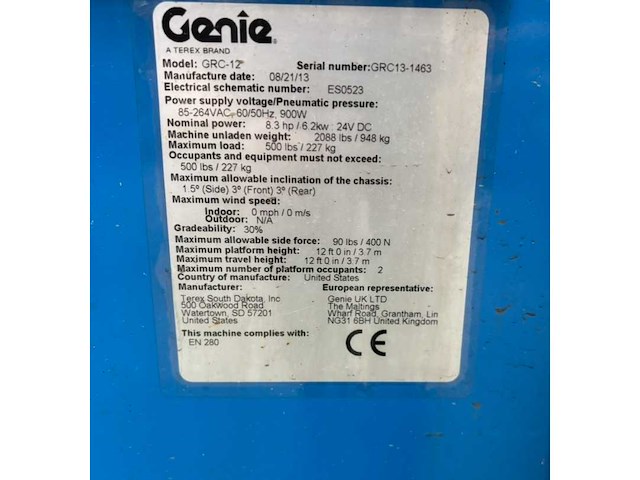 Genie
A TEREX BRAND
Model: GRC-12 Serial number: GRC13-1463
Manufacture date: 08/21/13
Electrical schematic number: ES0523
Power supply voltage/Pneumatic pressure:
85-264VAC, 60/50Hz, 900W
Nominal power: 8.3 hp / 6.2kw : 24V DC
Machine unladen weight: 2088 lbs / 948 kg
Maximum load: 500 lbs / 227 kg
Occupants and equipment must not exceed:
500 lbs / 227 kg
Maximum allowable inclination of the chassis:
1.5º (Side) 3º (Front) 3º (Rear)
Maximum wind speed:
Indoor: 0 mph / 0 m/s
Outdoor: N/A
Gradeability: 30%
Maximum allowable side force: 90 lbs / 400 N
Maximum platform height: 12 ft 0 in / 3.7 m
Maximum travel height: 12 ft 0 in / 3.7 m
Maximum number of platform occupants: 2
Country of manufacture: United States
Manufacturer: European representative:
Terex South Dakota, Inc Genie UK LTD
500 Oakwood Road The Maltings
Watertown, SD 57201 Wharf Road, Grantham, Lin
United States NG31 6BH United Kingdom
This machine complies with:
EN 280
CE